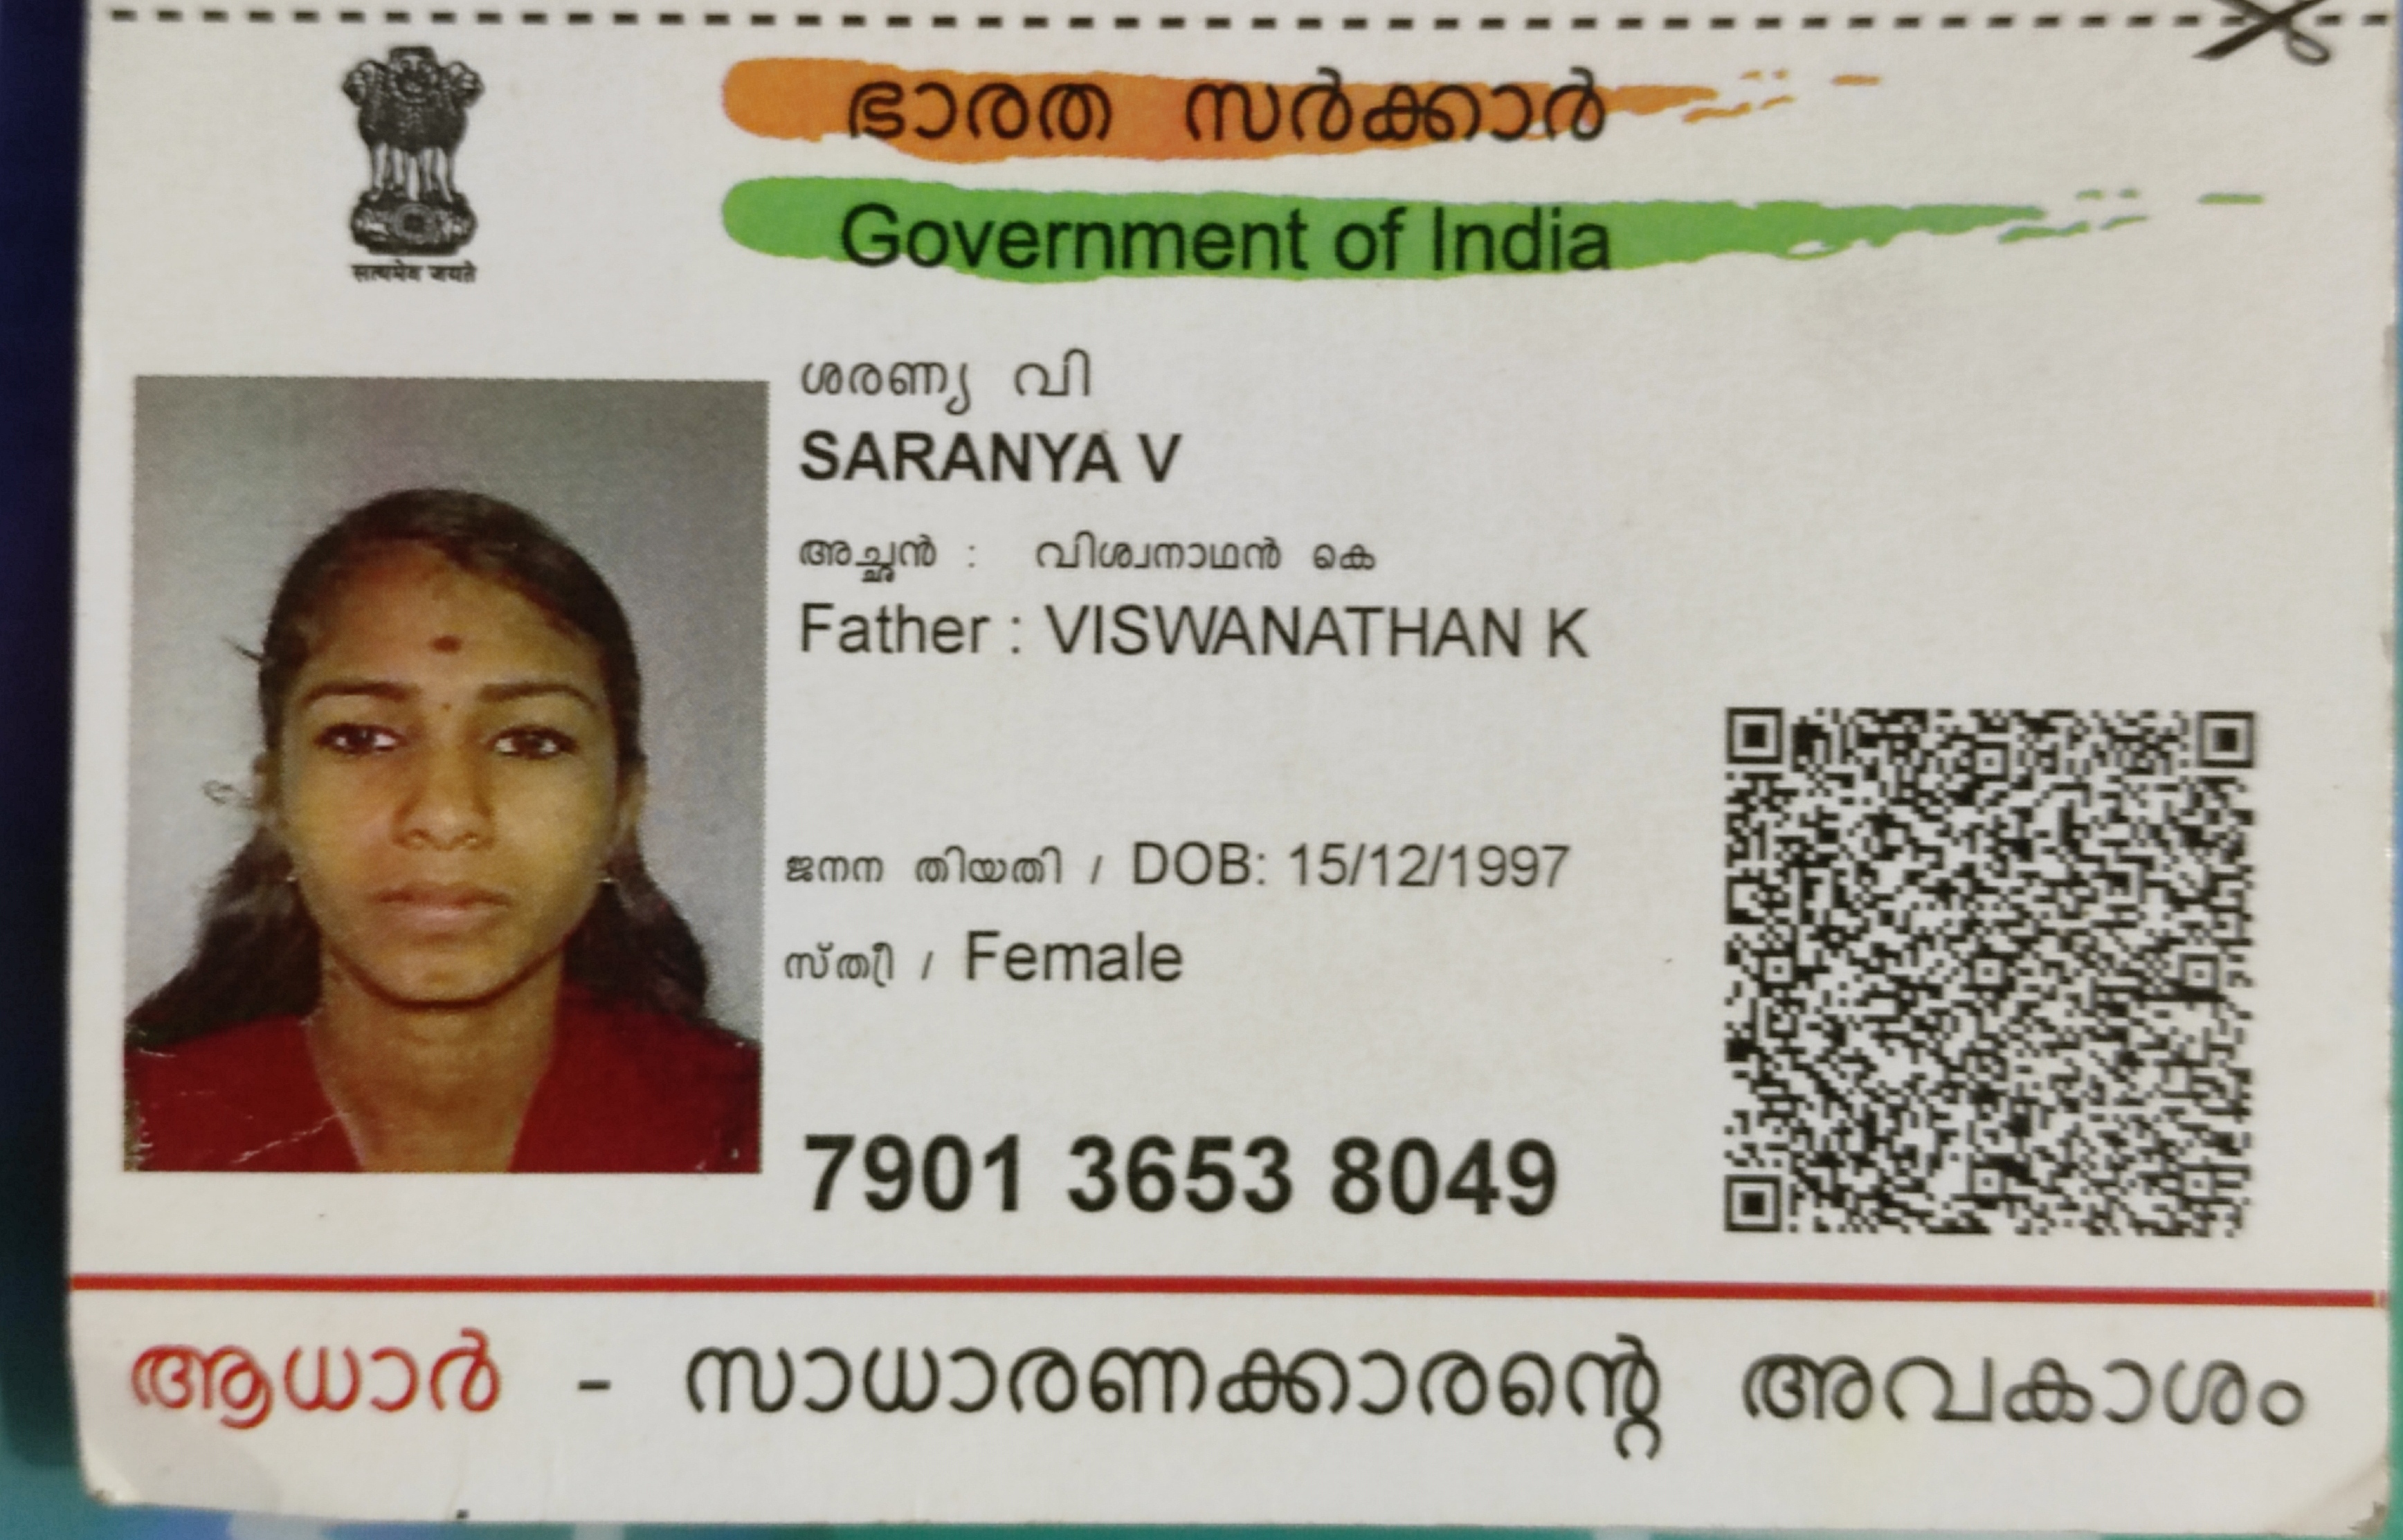 सत्यमेव जयते
ഭാരത സർക്കാർ
Government of India
ശരണ്യ വി
SARANYA V
അച്ഛൻ : വിശ്വനാഥൻ കെ
Father : VISWANATHAN K
ജനന തിയതി / DOB: 15/12/1997
സ്ത്രീ / Female
7901 3653 8049
ആധാർ - സാധാരണക്കാരന്റെ അവകാശം